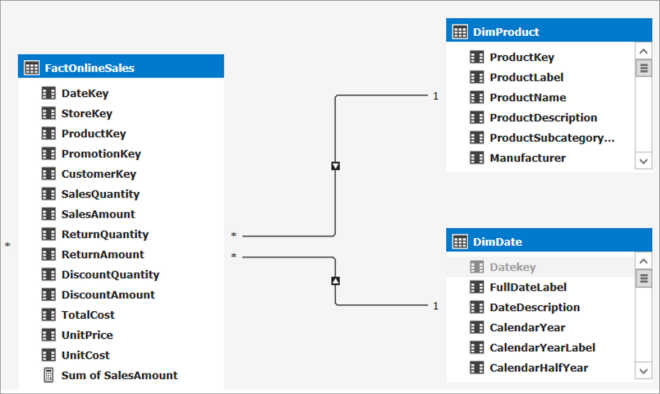 FactOnlineSales
DateKey
StoreKey
ProductKey
PromotionKey
CustomerKey
SalesQuantity
SalesAmount
ReturnQuantity
ReturnAmount
DiscountQuantity
DiscountAmount
TotalCost
UnitPrice
UnitCost
Sum of SalesAmount
*
*
*
1
1
DimProduct
ProductKey
ProductLabel
ProductName
ProductDescription
ProductSubcategory...
Manufacturer
DimDate
Datekey
FullDateLabel
DateDescription
CalendarYear
CalendarYearLabel
CalendarHalfYear